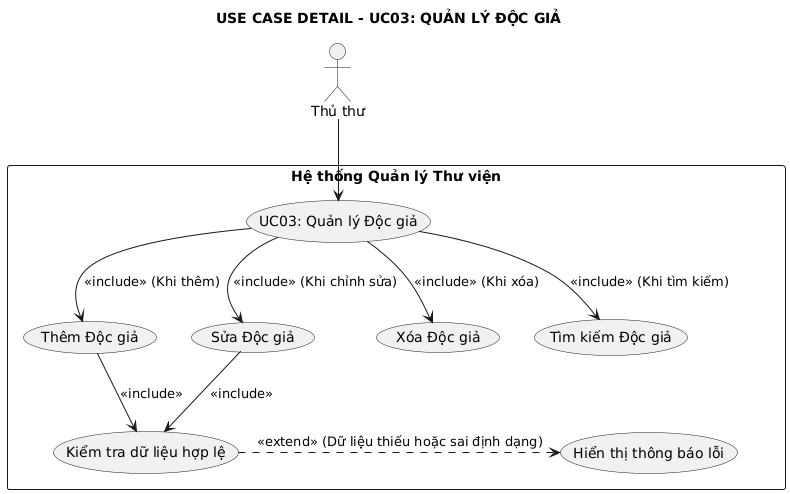 USE CASE DETAIL - UC03: QUẢN LÝ ĐỘC GIẢ
Thủ thư
Hệ thống Quản lý Thư viện
UC03: Quản lý Độc giả
«include» (Khi thêm)
«include» (Khi chỉnh sửa)
«include» (Khi xóa)
«include» (Khi tìm kiếm)
Thêm Độc giả
Sửa Độc giả
Xóa Độc giả
Tìm kiếm Độc giả
«include»
«include»
Kiểm tra dữ liệu hợp lệ
«extend» (Dữ liệu thiếu hoặc sai định dạng)
Hiển thị thông báo lỗi